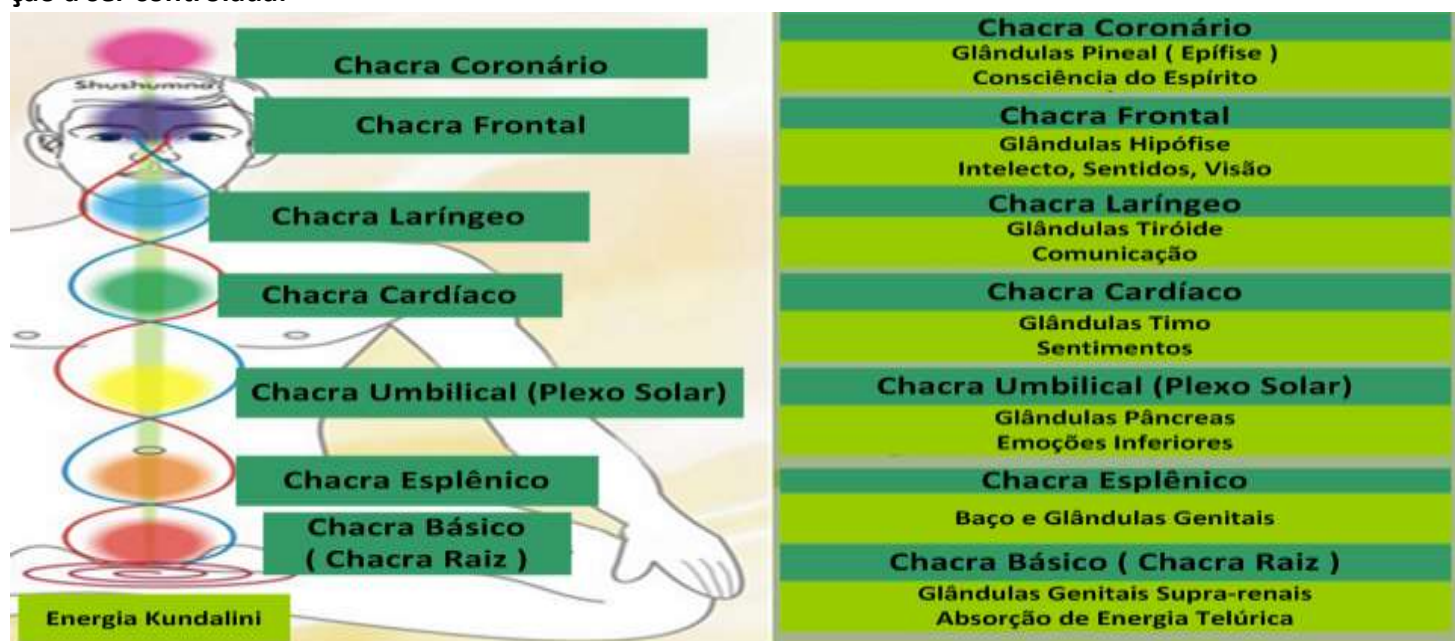 ção a ser controlada.
Chacra Coronário
Shushumna
Chacra Frontal
Chacra Laríngeo
Chacra Cardíaco
Chacra Umbilical (Plexo Solar)
Chacra Esplênico
Chacra Básico
( Chacra Raiz )
Energia Kundalini
Chacra Coronário
Glândulas Pineal ( Epífise )
Consciência do Espírito
Chacra Frontal
Glândulas Hipófise
Intelecto, Sentidos, Visão
Chacra Laríngeo
Glândulas Tiróide
Comunicação
Chacra Cardíaco
Glândulas Timo
Sentimentos
Chacra Umbilical (Plexo Solar)
Glândulas Pâncreas
Emoções Inferiores
Chacra Esplênico
Baço e Glândulas Genitais
Chacra Básico ( Chacra Raiz )
Glândulas Genitais Supra-renais
Absorção de Energia Telúrica